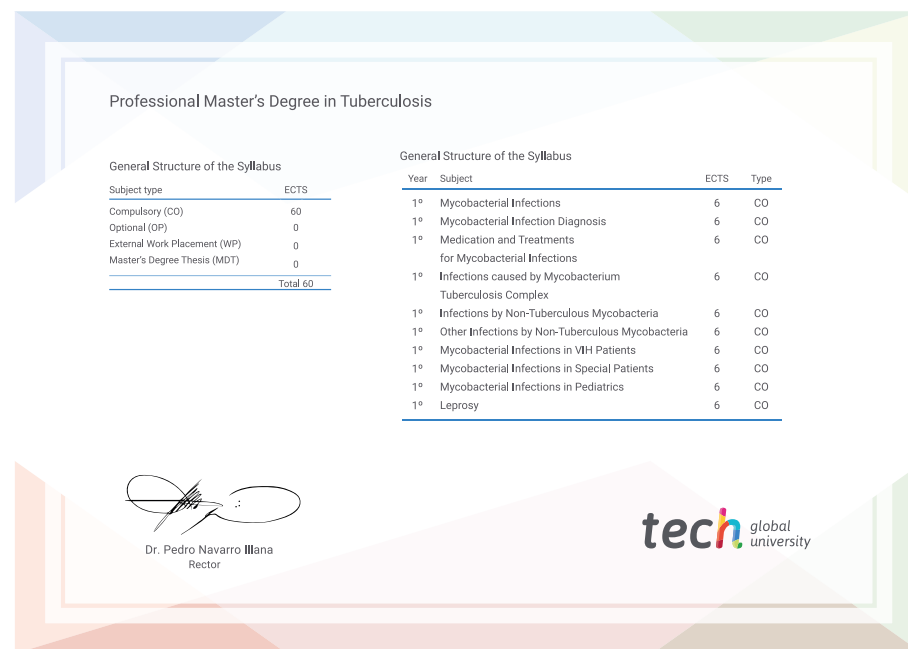 Professional Master's Degree in Tuberculosis
General Structure of the Syllabus
Subject type ECTS
Compulsory (CO) 60
Optional (OP) 0
External Work Placement (WP) 0
Master's Degree Thesis (MDT) 0
Total 60
General Structure of the Syllabus
Year Subject ECTS Type
1º Mycobacterial Infections 6 CO
1º Mycobacterial Infection Diagnosis 6 CO
1º Medication and Treatments 6 CO
for Mycobacterial Infections
1º Infections caused by Mycobacterium 6 CO
Tuberculosis Complex
1º Infections by Non-Tuberculous Mycobacteria 6 CO
1º Other Infections by Non-Tuberculous Mycobacteria 6 CO
1º Mycobacterial Infections in VIH Patients 6 CO
1º Mycobacterial Infections in Special Patients 6 CO
1º Mycobacterial Infections in Pediatrics 6 CO
1º Leprosy 6 CO
Dr. Pedro Navarro Illana
Rector
tech global
university